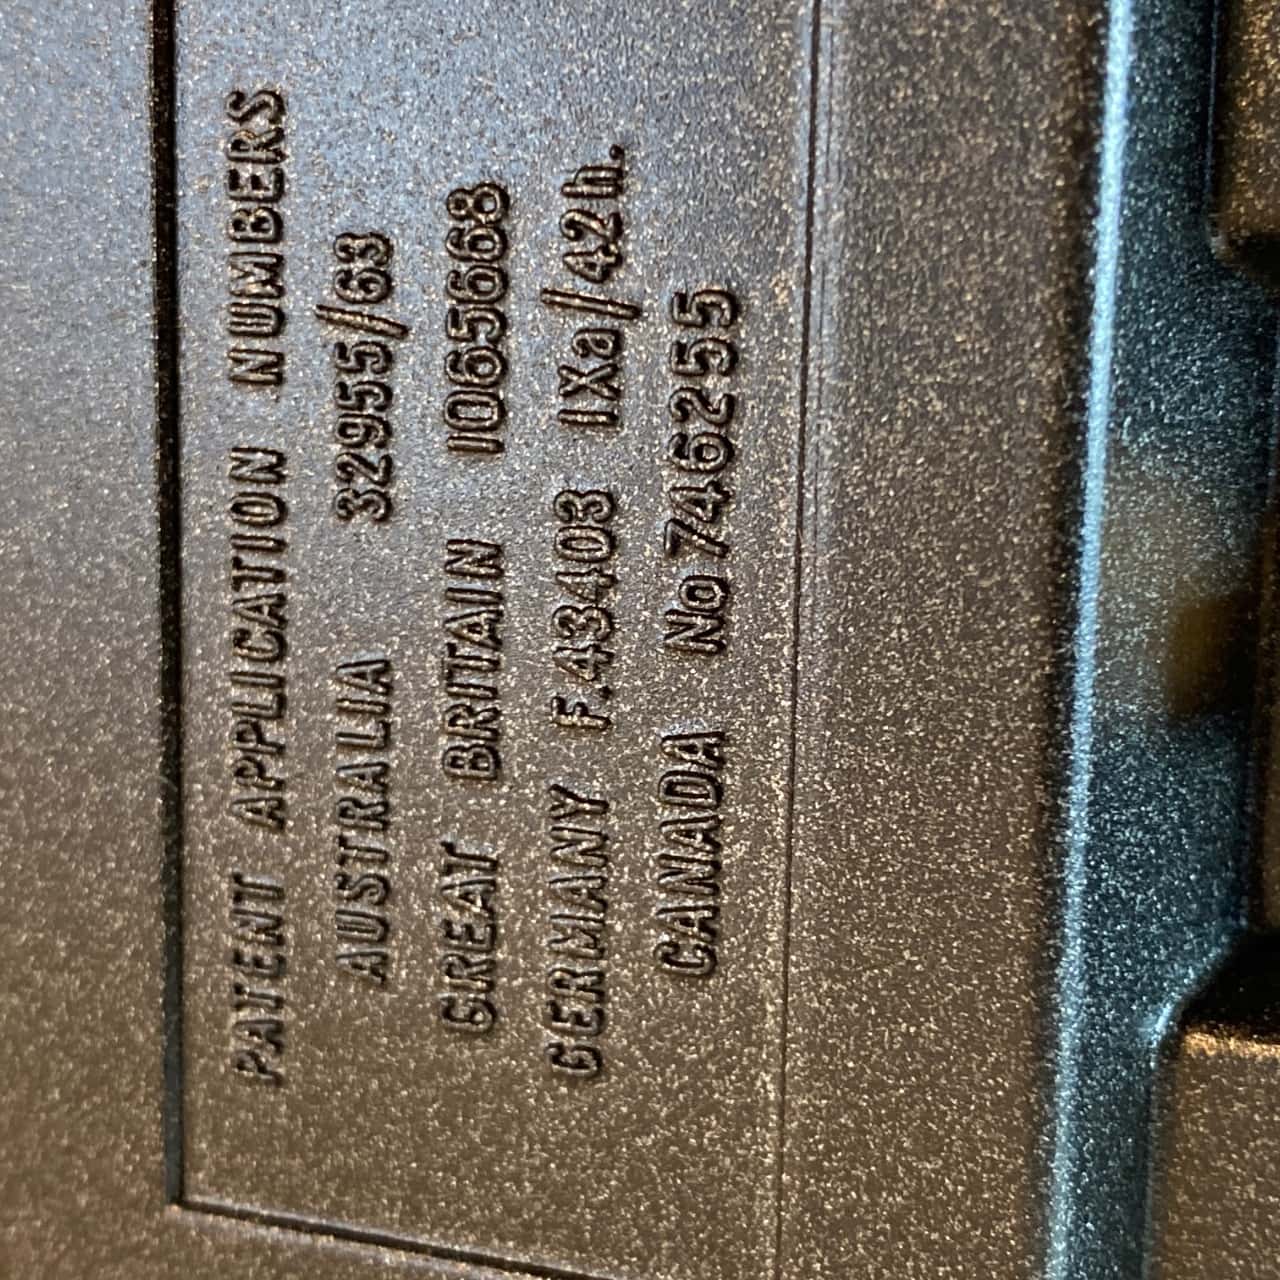 PATENT APPLICATION NUMBERS
AUSTRALIA 32955/63
GREAT BRITAIN 1065668
GERMANY F.43403 IXa/42h.
CANADA No 746255